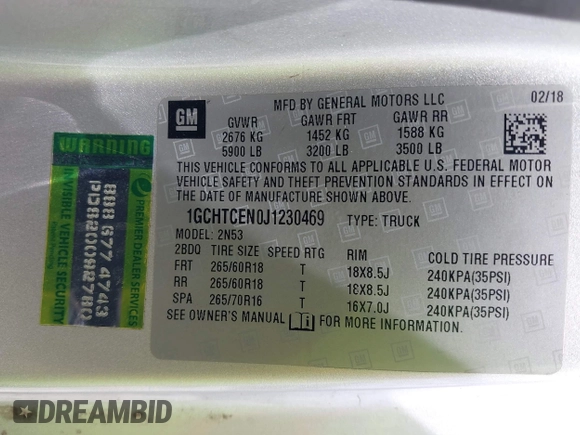 MFD BY GENERAL MOTORS LLC 02/18
GM
GVWR GAWR FRT GAWR RR
2676 KG 1452 KG 1588 KG
5900 LB 3200 LB 3500 LB
THIS VEHICLE CONFORMS TO ALL APPLICABLE U.S. FEDERAL MOTOR
VEHICLE SAFETY AND THEFT PREVENTION STANDARDS IN EFFECT ON
THE DATE OF MANUFACTURE SHOWN ABOVE.
1GCHTCEN0J1230469 TYPE: TRUCK
MODEL: 2N53
2BDQ TIRE SIZE SPEED RTG RIM COLD TIRE PRESSURE
FRT 265/60R18 T 18X8.5J 240KPA(35PSI)
RR 265/60R18 T 18X8.5J 240KPA(35PSI)
SPA 265/70R16 T 16X7.0J 240KPA(35PSI)
SEE OWNER'S MANUAL FOR MORE INFORMATION.
WARNING
INVISIBLE VEHICLE SECURITY
Patent Pending
PD820092780
888 677 4743
PREMIER DEALER SERVICES
DREAMBID